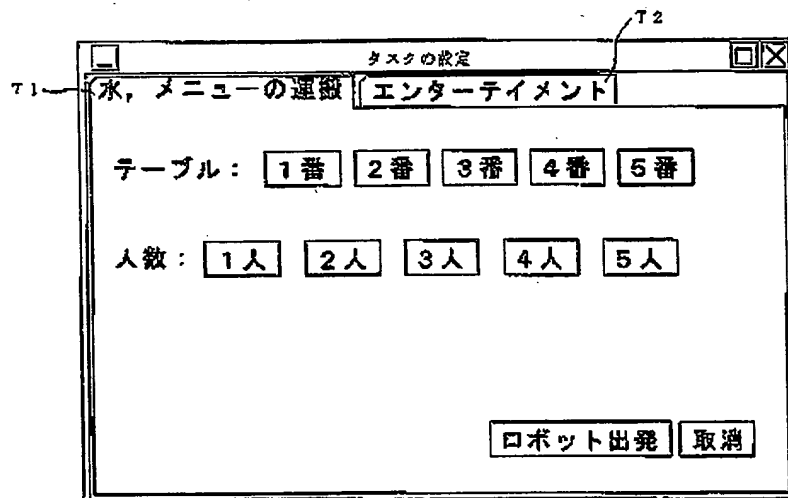 T2
タスクの設定
T1
水，メニューの運搬 エンターテイメント
テーブル： 1番 2番 3番 4番 5番
人数： 1人 2人 3人 4人 5人
ロボット出発 取消